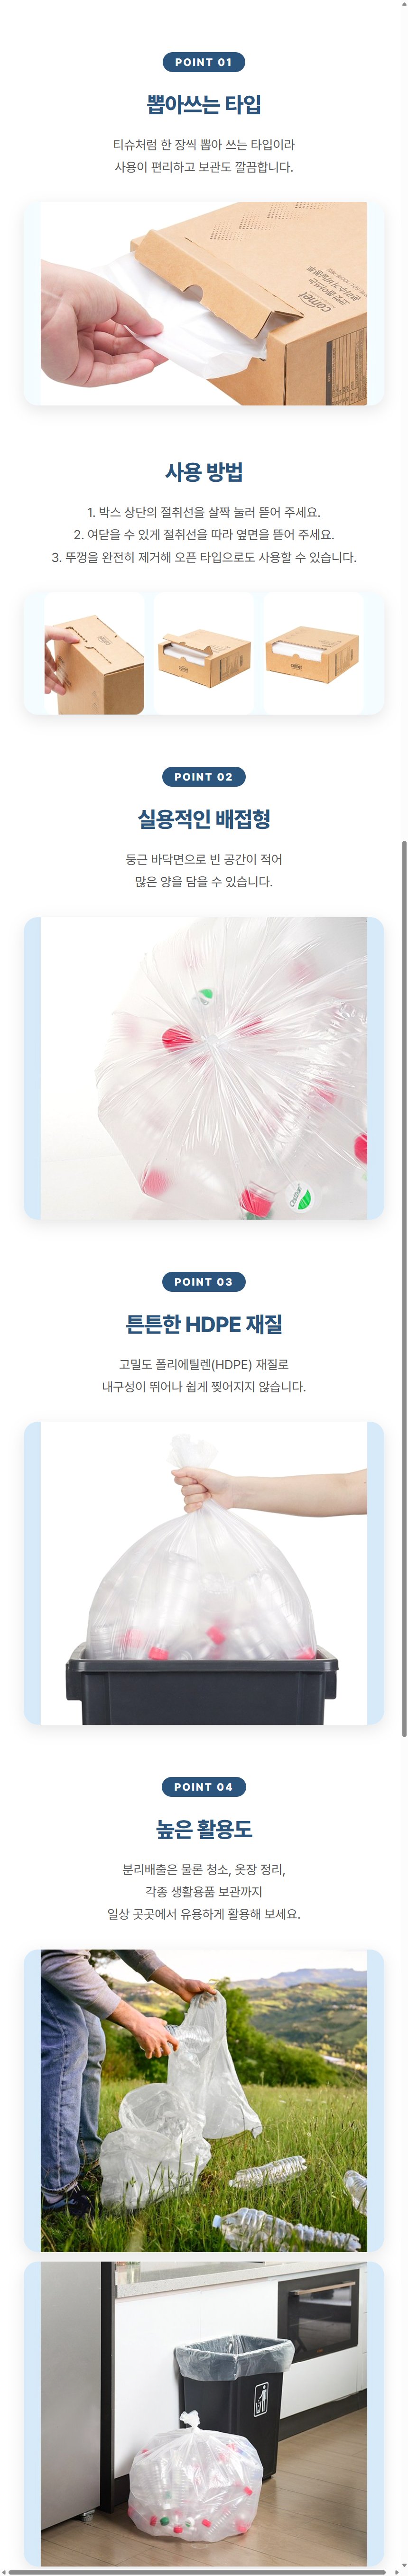 POINT 01
뽑아쓰는 타입
티슈처럼 한 장씩 뽑아 쓰는 타입이라
사용이 편리하고 보관도 깔끔합니다.
comet
사용 방법
1. 박스 상단의 절취선을 살짝 눌러 뜯어 주세요.
2. 여닫을 수 있게 절취선을 따라 옆면을 뜯어 주세요.
3. 뚜껑을 완전히 제거해 오픈 타입으로도 사용할 수 있습니다.
POINT 02
실용적인 배접형
둥근 바닥면으로 빈 공간이 적어
많은 양을 담을 수 있습니다.
POINT 03
튼튼한 HDPE 재질
고밀도 폴리에틸렌(HDPE) 재질로
내구성이 뛰어나 쉽게 찢어지지 않습니다.
POINT 04
높은 활용도
분리배출은 물론 청소, 옷장 정리,
각종 생활용품 보관까지
일상 곳곳에서 유용하게 활용해 보세요.